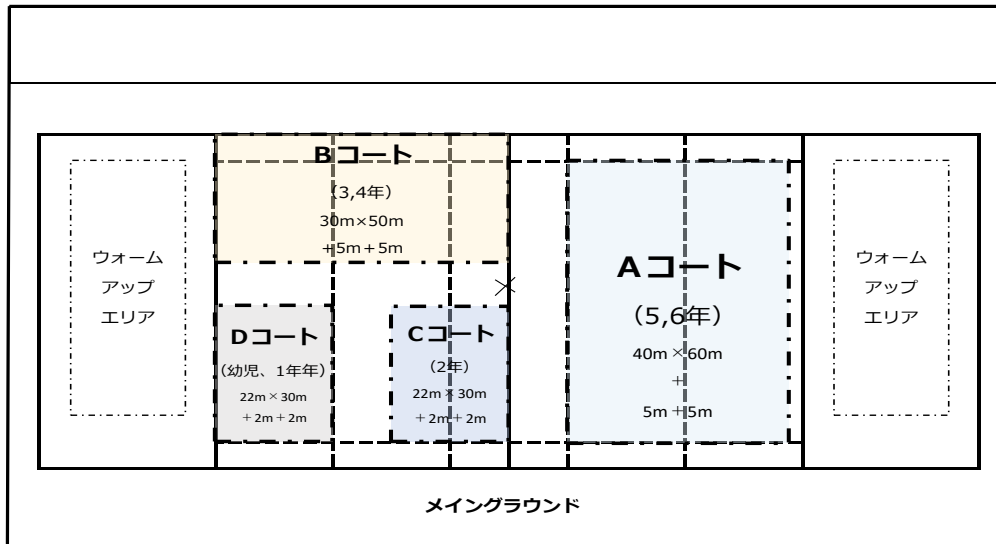 Bコート
（3,4年）
30m×50m
＋5m＋5m
ウォーム
アップ
エリア
Aコート
（5,6年）
40m×60m
＋
5m＋5m
ウォーム
アップ
エリア
Dコート
（幼児、1年年）
22m×30m
＋2m＋2m
Cコート
（2年）
22m×30m
＋2m＋2m
メイングラウンド